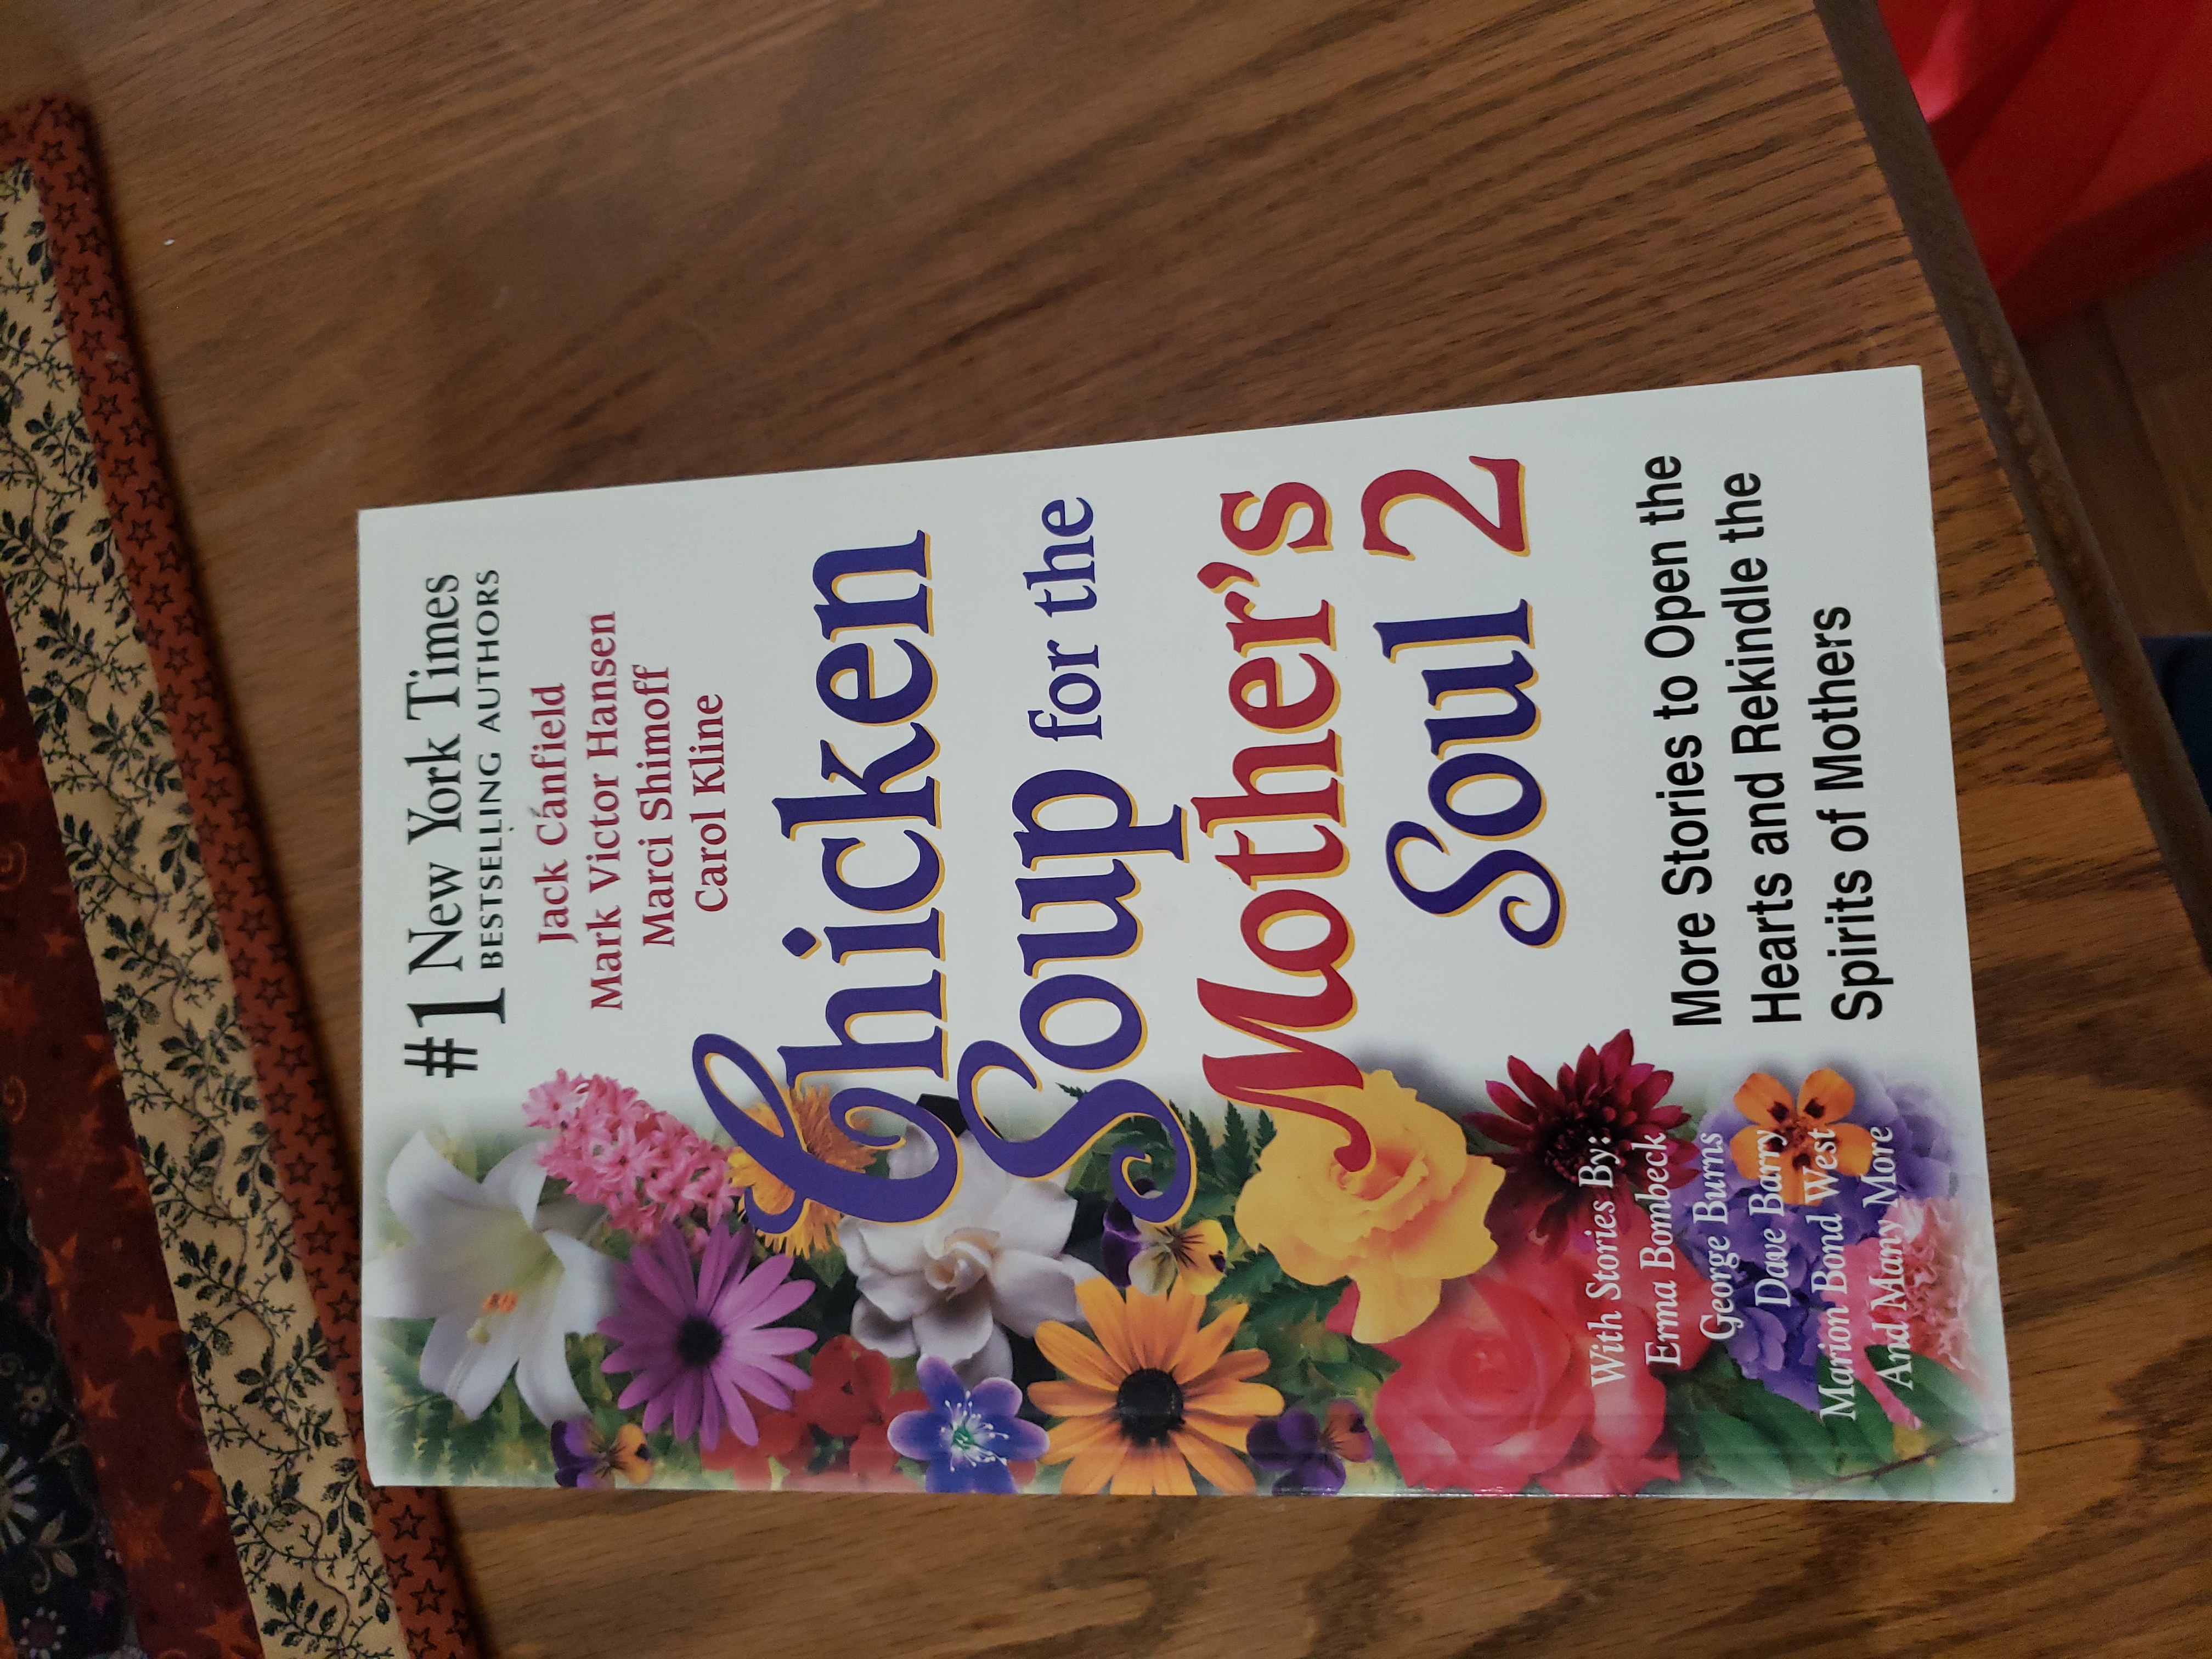 #1 New York Times
BESTSELLING AUTHORS
Jack Canfield
Mark Victor Hansen
Marci Shimoff
Carol Kline
Chicken
Soup for the
Mother's
Soul 2
More Stories to Open the
Hearts and Rekindle the
Spirits of Mothers
With Stories By:
Erma Bombeck
George Burns
Dave Barry
Marion Bond West
And Many More